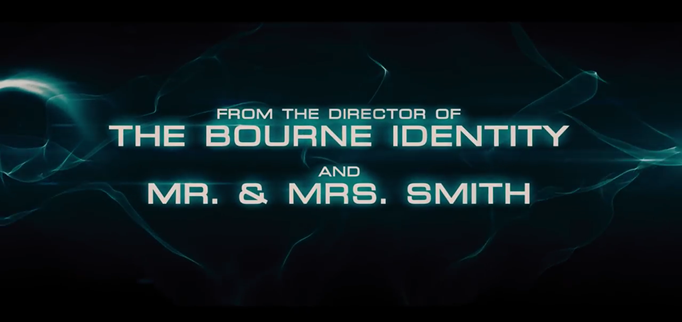 FROM THE DIRECTOR OF
THE BOURNE IDENTITY
AND
MR. & MRS. SMITH